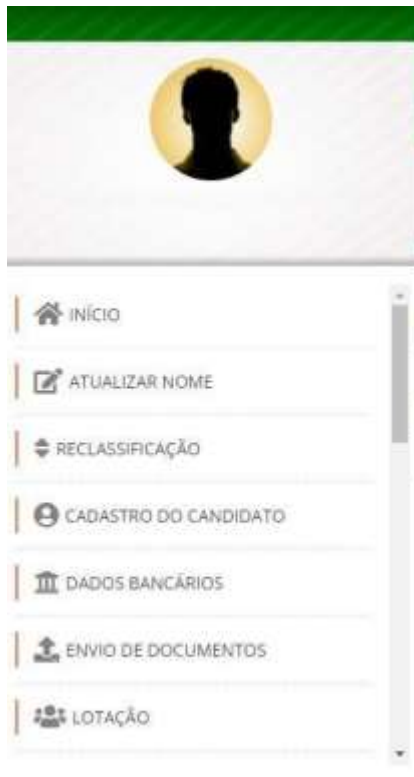 INÍCIO
ATUALIZAR NOME
RECLASSIFICAÇÃO
CADASTRO DO CANDIDATO
DADOS BANCÁRIOS
ENVIO DE DOCUMENTOS
LOTAÇÃO